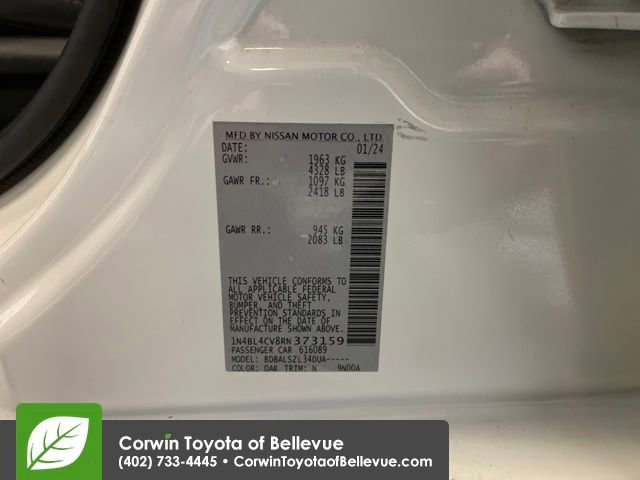 MFD BY NISSAN MOTOR CO., LTD.
DATE: 01/24
GVWR: 1963 KG
4328 LB
GAWR FR.: 1097 KG
2418 LB
GAWR RR.: 945 KG
2083 LB
THIS VEHICLE CONFORMS TO
ALL APPLICABLE FEDERAL
MOTOR VEHICLE SAFETY,
BUMPER, AND THEFT
PREVENTION STANDARDS IN
EFFECT ON THE DATE OF
MANUFACTURE SHOWN ABOVE.
1N4BL4CV8RN373159
PASSENGER CAR 616089
MODEL: BDBALSZL34DUA-----
COLOR: QAK TRIM: N 9N00A
Corwin Toyota of Bellevue
(402) 733-4445 • CorwinToyotaofBellevue.com